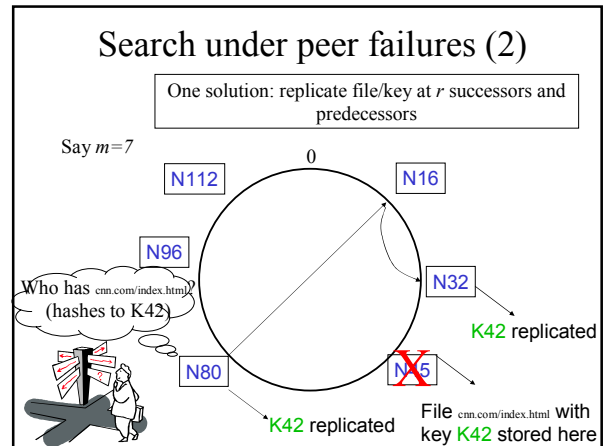 Search under peer failures (2)
One solution: replicate file/key at r successors and
predecessors
Say m=7
0
N112
N16
N96
Who has cnn.com/index.html?
(hashes to K42)
N32
K42 replicated
N80
N45
K42 replicated
File cnn.com/index.html with
key K42 stored here
?